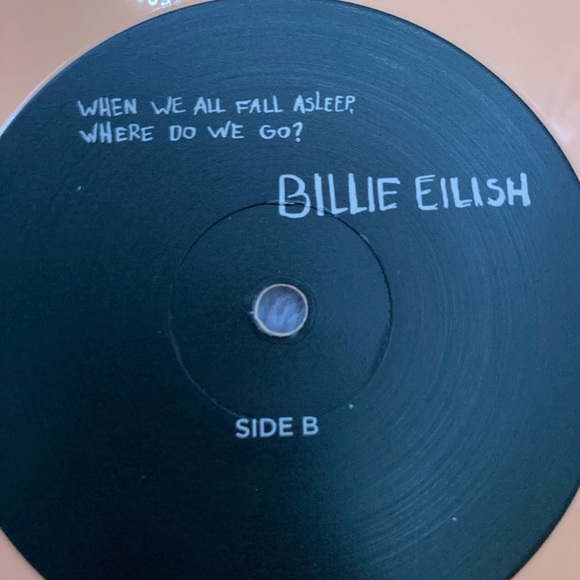 WHEN WE ALL FALL ASLEEP,
WHERE DO WE GO?
BILLIE EILISH
SIDE B